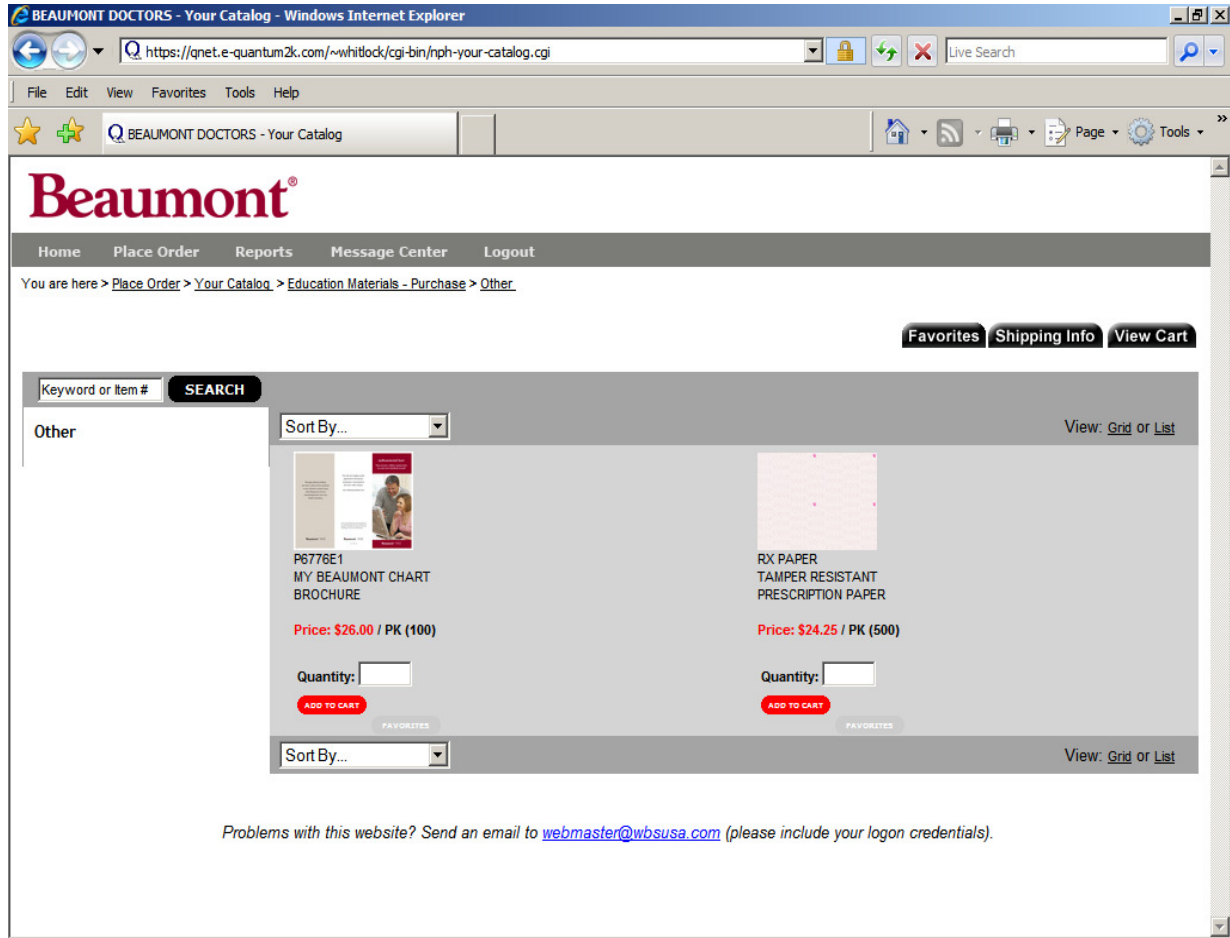 BEAUMONT DOCTORS - Your Catalog - Windows Internet Explorer
https://qnet.e-quantum2k.com/~whitlock/cgi-bin/nph-your-catalog.cgi
Live Search
File Edit View Favorites Tools Help
BEAUMONT DOCTORS - Your Catalog
Page Tools
Beaumont®
Home Place Order Reports Message Center Logout
You are here > Place Order > Your Catalog > Education Materials - Purchase > Other
Favorites Shipping Info View Cart
Keyword or Item # SEARCH
Other
Sort By... View: Grid or List
P6776E1
MY BEAUMONT CHART
BROCHURE
Price: $26.00 / PK (100)
Quantity:
ADD TO CART
FAVORITES
RX PAPER
TAMPER RESISTANT
PRESCRIPTION PAPER
Price: $24.25 / PK (500)
Quantity:
ADD TO CART
FAVORITES
Sort By... View: Grid or List
Problems with this website? Send an email to webmaster@wbsusa.com (please include your logon credentials).